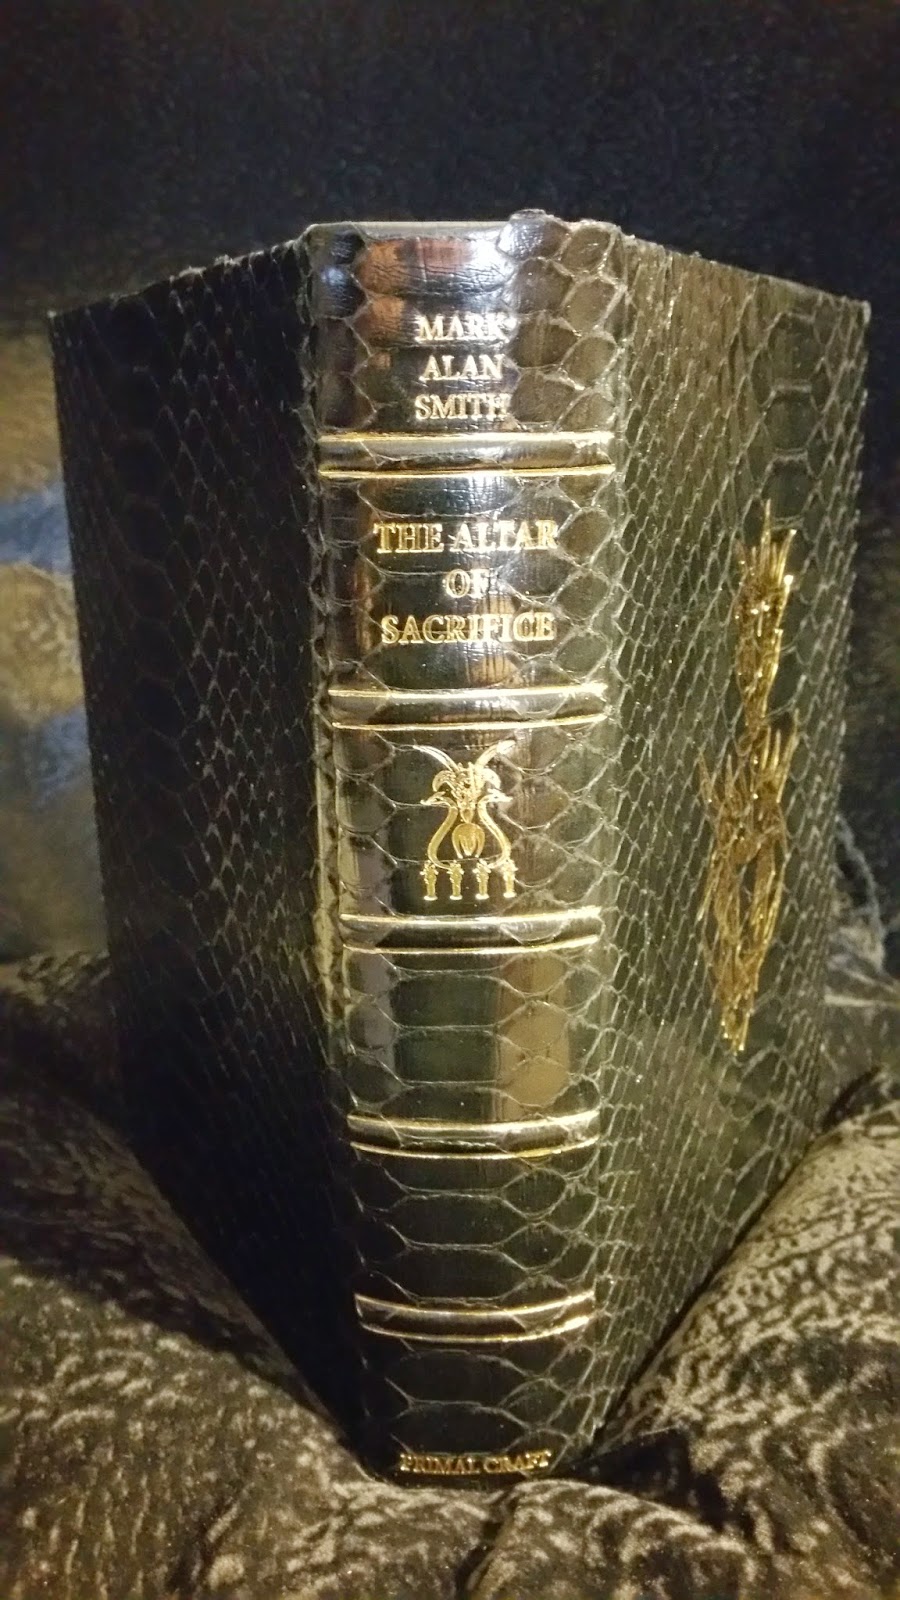 MARK
ALAN
SMITH
THE ALTAR
OF
SACRIFICE
PRIMAL CRAFT